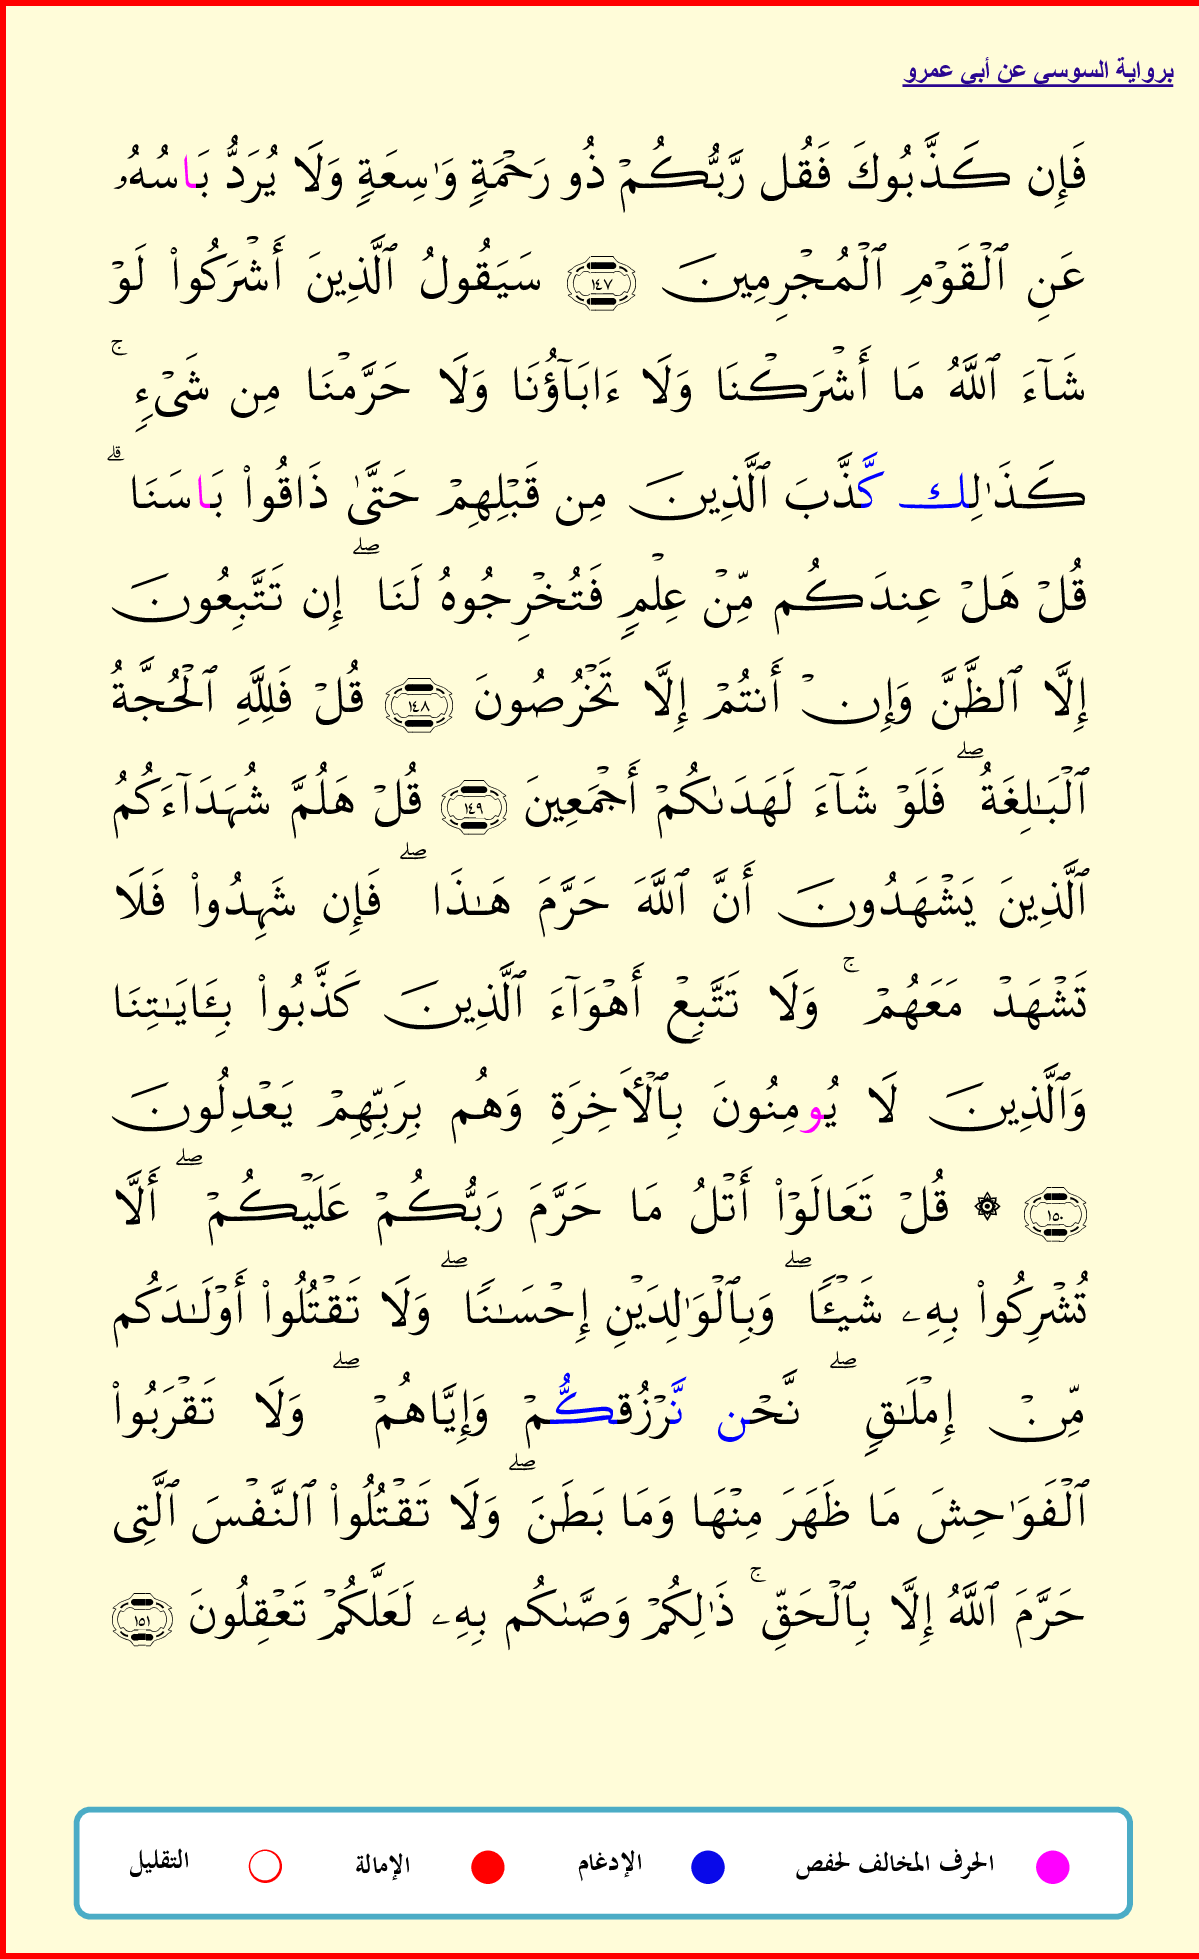 برواية السوسي عن أبي عمرو
فَإِن كَذَّبُوكَ فَقُل رَّبُّكُمۡ ذُو رَحۡمَةٖ وَٰسِعَةٖ وَلَا يُرَدُّ بَاسُهُۥ
عَنِ ٱلۡقَوۡمِ ٱلۡمُجۡرِمِينَ ١٤٧ سَيَقُولُ ٱلَّذِينَ أَشۡرَكُواْ لَوۡ
شَآءَ ٱللَّهُ مَا أَشۡرَكۡنَا وَلَا ءَابَآؤُنَا وَلَا حَرَّمۡنَا مِن شَيۡءٖۚ
كَذَٰلِك كَّذَّبَ ٱلَّذِينَ مِن قَبۡلِهِمۡ حَتَّىٰ ذَاقُواْ بَاسَنَاۗ
قُلۡ هَلۡ عِندَكُم مِّنۡ عِلۡمٖ فَتُخۡرِجُوهُ لَنَاۖ إِن تَتَّبِعُونَ
إِلَّا ٱلظَّنَّ وَإِنۡ أَنتُمۡ إِلَّا تَخۡرُصُونَ ١٤٨ قُلۡ فَلِلَّهِ ٱلۡحُجَّةُ
ٱلۡبَٰلِغَةُۖ فَلَوۡ شَآءَ لَهَدَىٰكُمۡ أَجۡمَعِينَ ١٤٩ قُلۡ هَلُمَّ شُهَدَآءَكُمُ
ٱلَّذِينَ يَشۡهَدُونَ أَنَّ ٱللَّهَ حَرَّمَ هَٰذَاۖ فَإِن شَهِدُواْ فَلَا
تَشۡهَدۡ مَعَهُمۡۚ وَلَا تَتَّبِعۡ أَهۡوَآءَ ٱلَّذِينَ كَذَّبُواْ بِـَٔايَٰتِنَا
وَٱلَّذِينَ لَا يُومِنُونَ بِٱلۡأَخِرَةِ وَهُم بِرَبِّهِمۡ يَعۡدِلُونَ
١٥٠ ۞ قُلۡ تَعَالَوۡاْ أَتۡلُ مَا حَرَّمَ رَبُّكُمۡ عَلَيۡكُمۡۖ أَلَّا
تُشۡرِكُواْ بِهِۦ شَيۡـٔٗاۖ وَبِٱلۡوَٰلِدَيۡنِ إِحۡسَٰنٗاۖ وَلَا تَقۡتُلُواْ أَوۡلَٰدَكُم
مِّنۡ إِمۡلَٰقٖۖ نَّحۡن نَّرۡزُقكُّمۡ وَإِيَّاهُمۡۖ وَلَا تَقۡرَبُواْ
ٱلۡفَوَٰحِشَ مَا ظَهَرَ مِنۡهَا وَمَا بَطَنَۖ وَلَا تَقۡتُلُواْ ٱلنَّفۡسَ ٱلَّتِي
حَرَّمَ ٱللَّهُ إِلَّا بِٱلۡحَقِّۚ ذَٰلِكُمۡ وَصَّىٰكُم بِهِۦ لَعَلَّكُمۡ تَعۡقِلُونَ ١٥١
الحرف المخالف لحفص الإدغام الإمالة التقليل